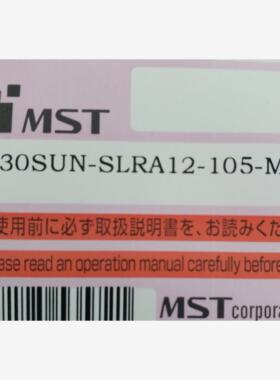 MST
30SUN-SLRA12-105-M
使用前に必ず取扱説明書を、お読みくだ
ase read an operation manual carefully before
MST corpora